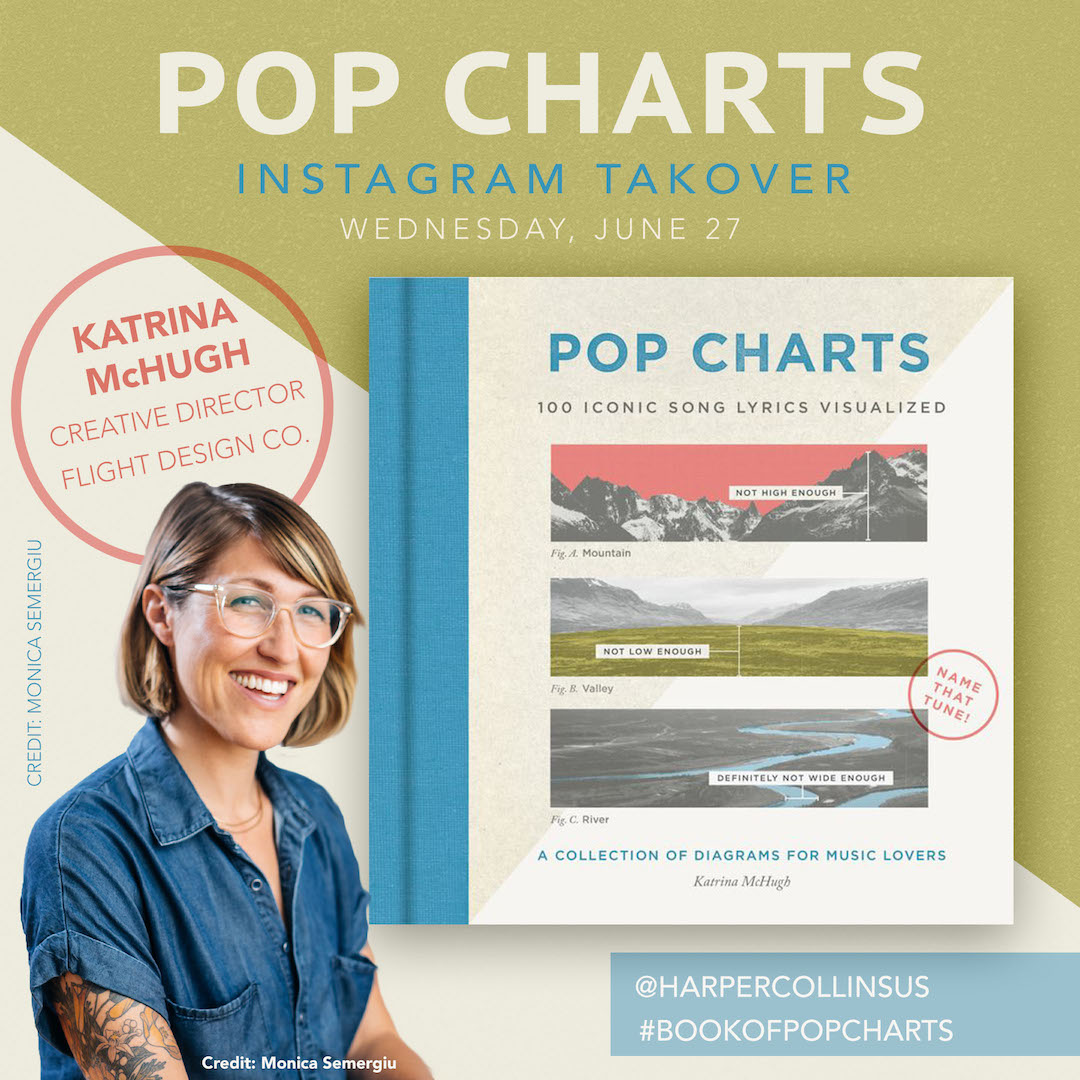 POP CHARTS
INSTAGRAM TAKOVER
WEDNESDAY, JUNE 27
KATRINA
McHUGH
CREATIVE DIRECTOR
FLIGHT DESIGN CO.
CREDIT: MONICA SEMERGIU
POP CHARTS
100 ICONIC SONG LYRICS VISUALIZED
NOT HIGH ENOUGH
Fig. A. Mountain
NOT LOW ENOUGH
Fig. B. Valley
NAME
THAT
TUNE!
DEFINITELY NOT WIDE ENOUGH
Fig. C. River
A COLLECTION OF DIAGRAMS FOR MUSIC LOVERS
Katrina McHugh
@HARPERCOLLINSUS
#BOOKOFPOPCHARTS
Credit: Monica Semergiu